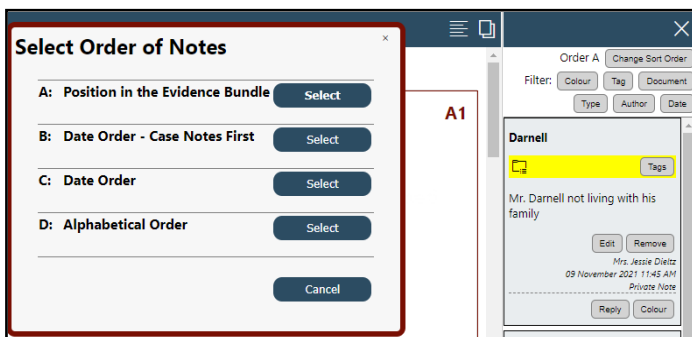 Select Order of Notes
×
A: Position in the Evidence Bundle Select
B: Date Order - Case Notes First Select
C: Date Order Select
D: Alphabetical Order Select
Cancel
A1
Order A Change Sort Order
Filter: Colour Tag Document
Type Author Date
Darnell
Tags
Mr. Darnell not living with his
family
Edit Remove
Mrs. Jessie Dieltz
09 November 2021 11:45 AM
Private Note
Reply Colour